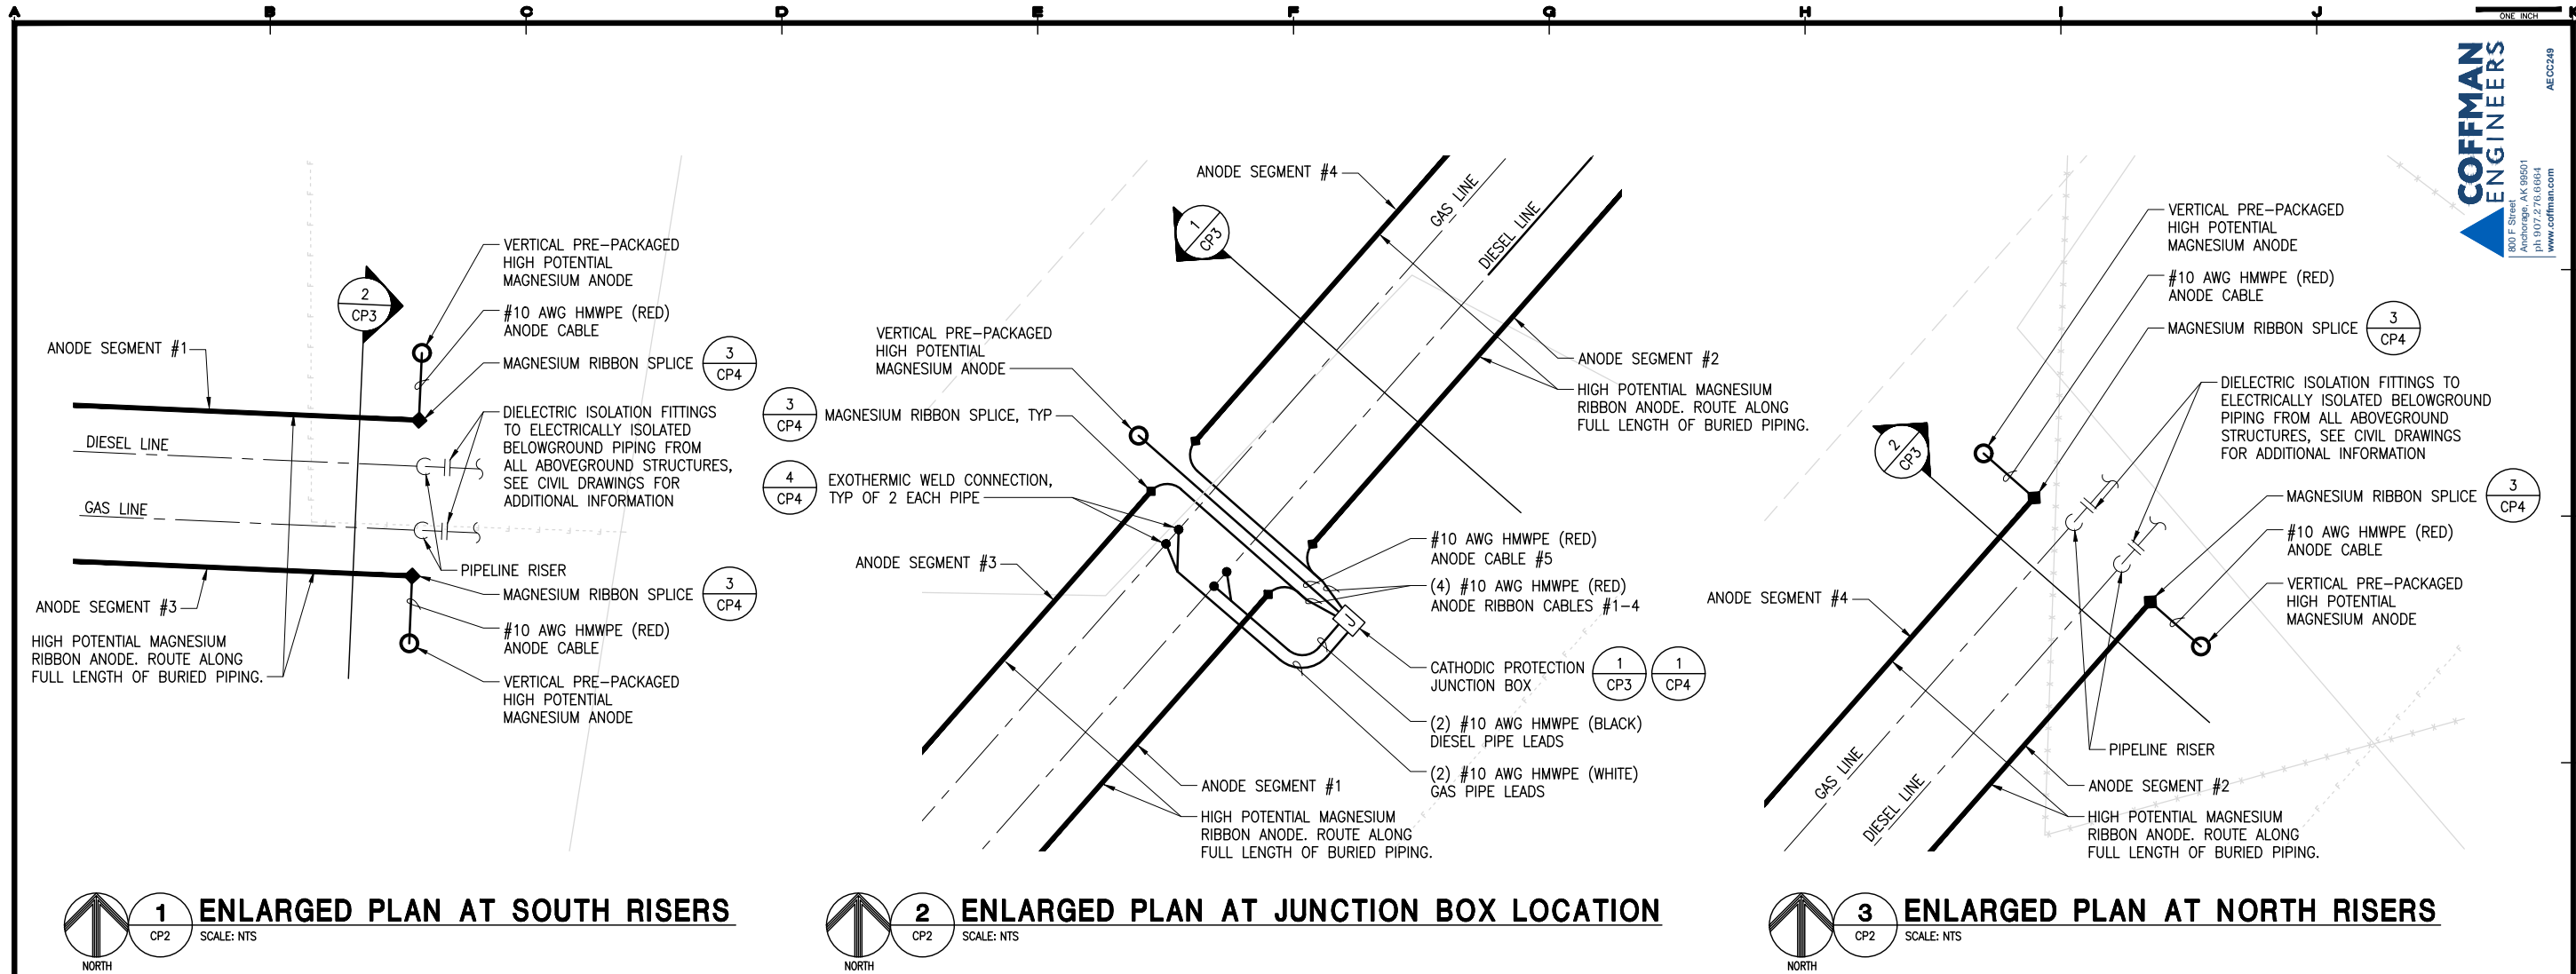 A B C D E F G H I J K
ONE INCH
COFFMAN
ENGINEERS
800 F Street
Anchorage, AK 99501
ph 907.276.6664
www.coffman.com
AECC249
VERTICAL PRE-PACKAGED
HIGH POTENTIAL
MAGNESIUM ANODE
2
CP3
#10 AWG HMWPE (RED)
ANODE CABLE
ANODE SEGMENT #1
MAGNESIUM RIBBON SPLICE
3
CP4
DIELECTRIC ISOLATION FITTINGS
TO ELECTRICALLY ISOLATED
BELOWGROUND PIPING FROM
ALL ABOVEGROUND STRUCTURES,
SEE CIVIL DRAWINGS FOR
ADDITIONAL INFORMATION
DIESEL LINE
GAS LINE
PIPELINE RISER
MAGNESIUM RIBBON SPLICE
3
CP4
ANODE SEGMENT #3
#10 AWG HMWPE (RED)
ANODE CABLE
HIGH POTENTIAL MAGNESIUM
RIBBON ANODE. ROUTE ALONG
FULL LENGTH OF BURIED PIPING.
VERTICAL PRE-PACKAGED
HIGH POTENTIAL
MAGNESIUM ANODE
1
CP2
ENLARGED PLAN AT SOUTH RISERS
SCALE: NTS
NORTH
ANODE SEGMENT #4
GAS LINE
DIESEL LINE
1
CP3
VERTICAL PRE-PACKAGED
HIGH POTENTIAL
MAGNESIUM ANODE
ANODE SEGMENT #2
HIGH POTENTIAL MAGNESIUM
RIBBON ANODE. ROUTE ALONG
FULL LENGTH OF BURIED PIPING.
3
CP4
MAGNESIUM RIBBON SPLICE, TYP
4
CP4
EXOTHERMIC WELD CONNECTION,
TYP OF 2 EACH PIPE
ANODE SEGMENT #3
#10 AWG HMWPE (RED)
ANODE CABLE #5
(4) #10 AWG HMWPE (RED)
ANODE RIBBON CABLES #1-4
J
CATHODIC PROTECTION
JUNCTION BOX
1
CP3
1
CP4
(2) #10 AWG HMWPE (BLACK)
DIESEL PIPE LEADS
(2) #10 AWG HMWPE (WHITE)
GAS PIPE LEADS
ANODE SEGMENT #1
HIGH POTENTIAL MAGNESIUM
RIBBON ANODE. ROUTE ALONG
FULL LENGTH OF BURIED PIPING.
2
CP2
ENLARGED PLAN AT JUNCTION BOX LOCATION
SCALE: NTS
NORTH
VERTICAL PRE-PACKAGED
HIGH POTENTIAL
MAGNESIUM ANODE
#10 AWG HMWPE (RED)
ANODE CABLE
MAGNESIUM RIBBON SPLICE
3
CP4
DIELECTRIC ISOLATION FITTINGS TO
ELECTRICALLY ISOLATED BELOWGROUND
PIPING FROM ALL ABOVEGROUND
STRUCTURES, SEE CIVIL DRAWINGS
FOR ADDITIONAL INFORMATION
2
CP3
MAGNESIUM RIBBON SPLICE
3
CP4
#10 AWG HMWPE (RED)
ANODE CABLE
VERTICAL PRE-PACKAGED
HIGH POTENTIAL
MAGNESIUM ANODE
ANODE SEGMENT #4
PIPELINE RISER
GAS LINE
DIESEL LINE
ANODE SEGMENT #2
HIGH POTENTIAL MAGNESIUM
RIBBON ANODE. ROUTE ALONG
FULL LENGTH OF BURIED PIPING.
3
CP2
ENLARGED PLAN AT NORTH RISERS
SCALE: NTS
NORTH